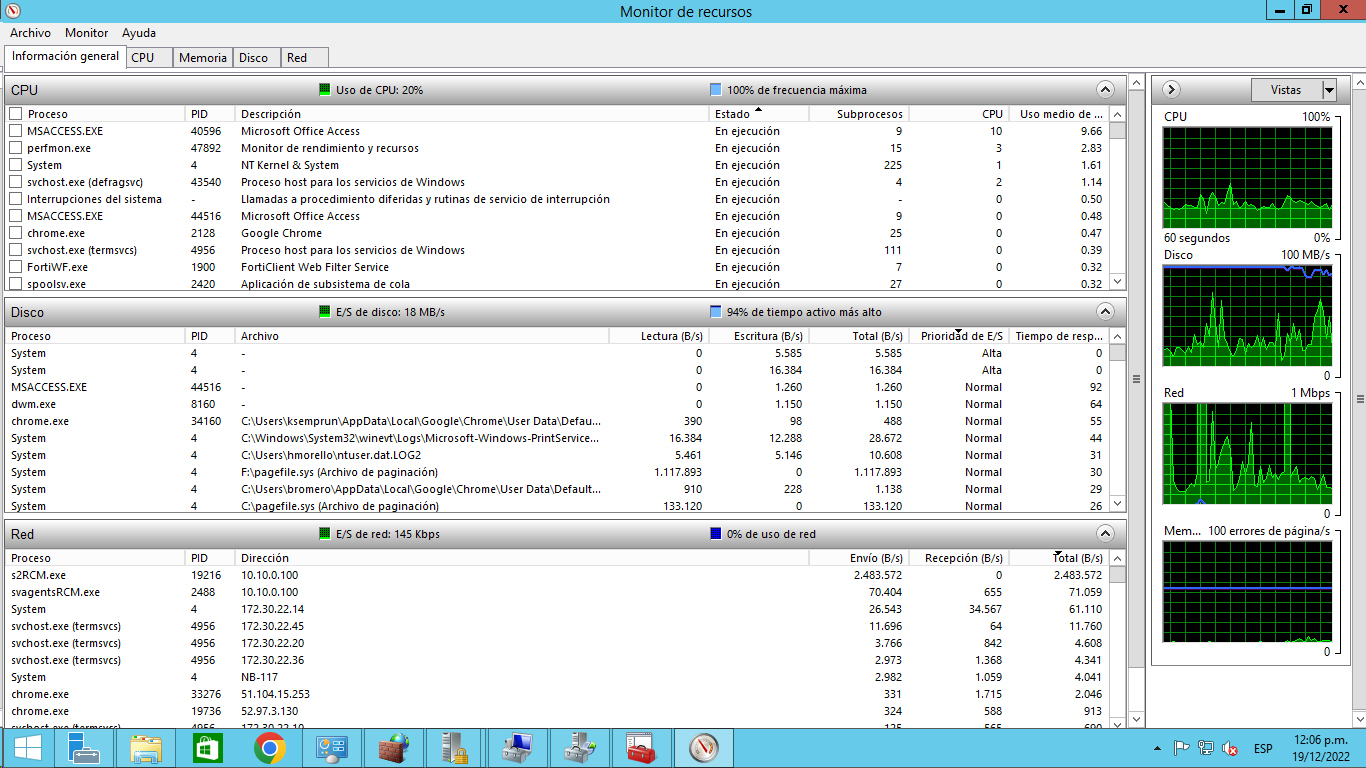 Monitor de recursos
Archivo Monitor Ayuda
Información general CPU Memoria Disco Red
CPU Uso de CPU: 20% 100% de frecuencia máxima
Proceso PID Descripción Estado Subprocesos CPU Uso medio de ...
MSACCESS.EXE 40596 Microsoft Office Access En ejecución 9 10 9.66
perfmon.exe 47892 Monitor de rendimiento y recursos En ejecución 15 3 2.83
System 4 NT Kernel & System En ejecución 225 1 1.61
svchost.exe (defragsvc) 43540 Proceso host para los servicios de Windows En ejecución 4 2 1.14
Interrupciones del sistema - Llamadas a procedimiento diferidas y rutinas de servicio de interrupción En ejecución - 0 0.50
MSACCESS.EXE 44516 Microsoft Office Access En ejecución 9 0 0.48
chrome.exe 2128 Google Chrome En ejecución 25 0 0.47
svchost.exe (termsvcs) 4956 Proceso host para los servicios de Windows En ejecución 111 0 0.39
FortiWF.exe 1900 FortiClient Web Filter Service En ejecución 7 0 0.32
spoolsv.exe 2420 Aplicación de subsistema de cola En ejecución 27 0 0.32
Disco E/S de disco: 18 MB/s 94% de tiempo activo más alto
Proceso PID Archivo Lectura (B/s) Escritura (B/s) Total (B/s) Prioridad de E/S Tiempo de resp...
System 4 - 0 5.585 5.585 Alta 0
System 4 - 0 16.384 16.384 Alta 0
MSACCESS.EXE 44516 - 0 1.260 1.260 Normal 92
dwm.exe 8160 - 0 1.150 1.150 Normal 64
chrome.exe 34160 C:\Users\ksemprun\AppData\Local\Google\Chrome\User Data\Defau... 390 98 488 Normal 55
System 4 C:\Windows\System32\winevt\Logs\Microsoft-Windows-PrintService... 16.384 12.288 28.672 Normal 44
System 4 C:\Users\hmorello\ntuser.dat.LOG2 5.461 5.146 10.608 Normal 31
System 4 F:\pagefile.sys (Archivo de paginación) 1.117.893 0 1.117.893 Normal 30
System 4 C:\Users\bromero\AppData\Local\Google\Chrome\User Data\Default... 910 228 1.138 Normal 29
System 4 C:\pagefile.sys (Archivo de paginación) 133.120 0 133.120 Normal 26
Red E/S de red: 145 Kbps 0% de uso de red
Proceso PID Dirección Envío (B/s) Recepción (B/s) Total (B/s)
s2RCM.exe 19216 10.10.0.100 2.483.572 0 2.483.572
svagentsRCM.exe 2488 10.10.0.100 70.404 655 71.059
System 4 172.30.22.14 26.543 34.567 61.110
svchost.exe (termsvcs) 4956 172.30.22.45 11.696 64 11.760
svchost.exe (termsvcs) 4956 172.30.22.20 3.766 842 4.608
svchost.exe (termsvcs) 4956 172.30.22.36 2.973 1.368 4.341
System 4 NB-117 2.982 1.059 4.041
chrome.exe 33276 51.104.15.253 331 1.715 2.046
chrome.exe 19736 52.97.3.130 324 588 913
svchost.exe (termsvcs) 4956 172.30.22.10 125 565 690
Vistas
CPU 100%
60 segundos 0%
Disco 100 MB/s
0
Red 1 Mbps
0
Mem... 100 errores de página/s
0
ESP
12:06 p.m.
19/12/2022